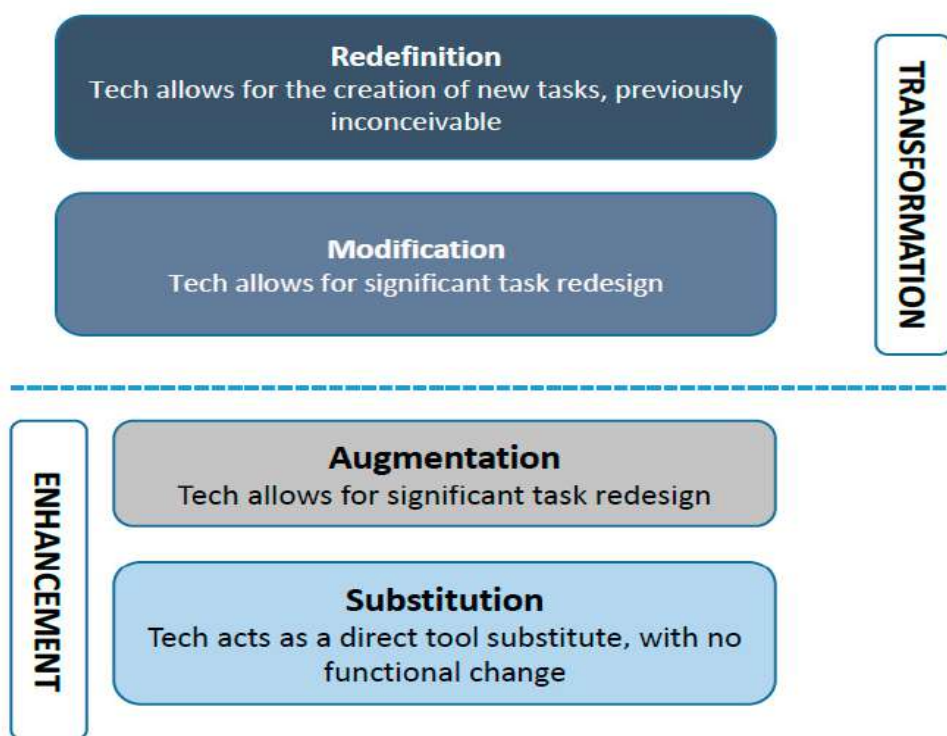 Redefinition
Tech allows for the creation of new tasks, previously
inconceivable
TRANSFORMATION
Modification
Tech allows for significant task redesign
ENHANCEMENT
Augmentation
Tech allows for significant task redesign
Substitution
Tech acts as a direct tool substitute, with no
functional change